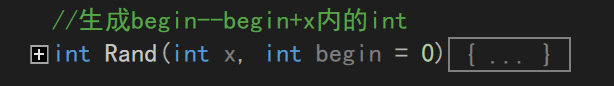 //生成begin--begin+x内的int
int Rand(int x, int begin = 0){ ... }